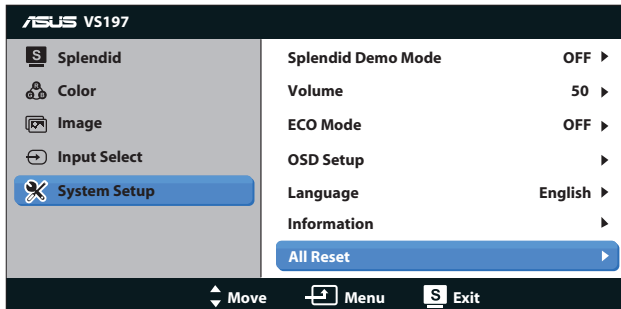 ASUS VS197
S Splendid
Color
Image
Input Select
System Setup
Splendid Demo Mode OFF
Volume 50
ECO Mode OFF
OSD Setup
Language English
Information
All Reset
Move Menu S Exit